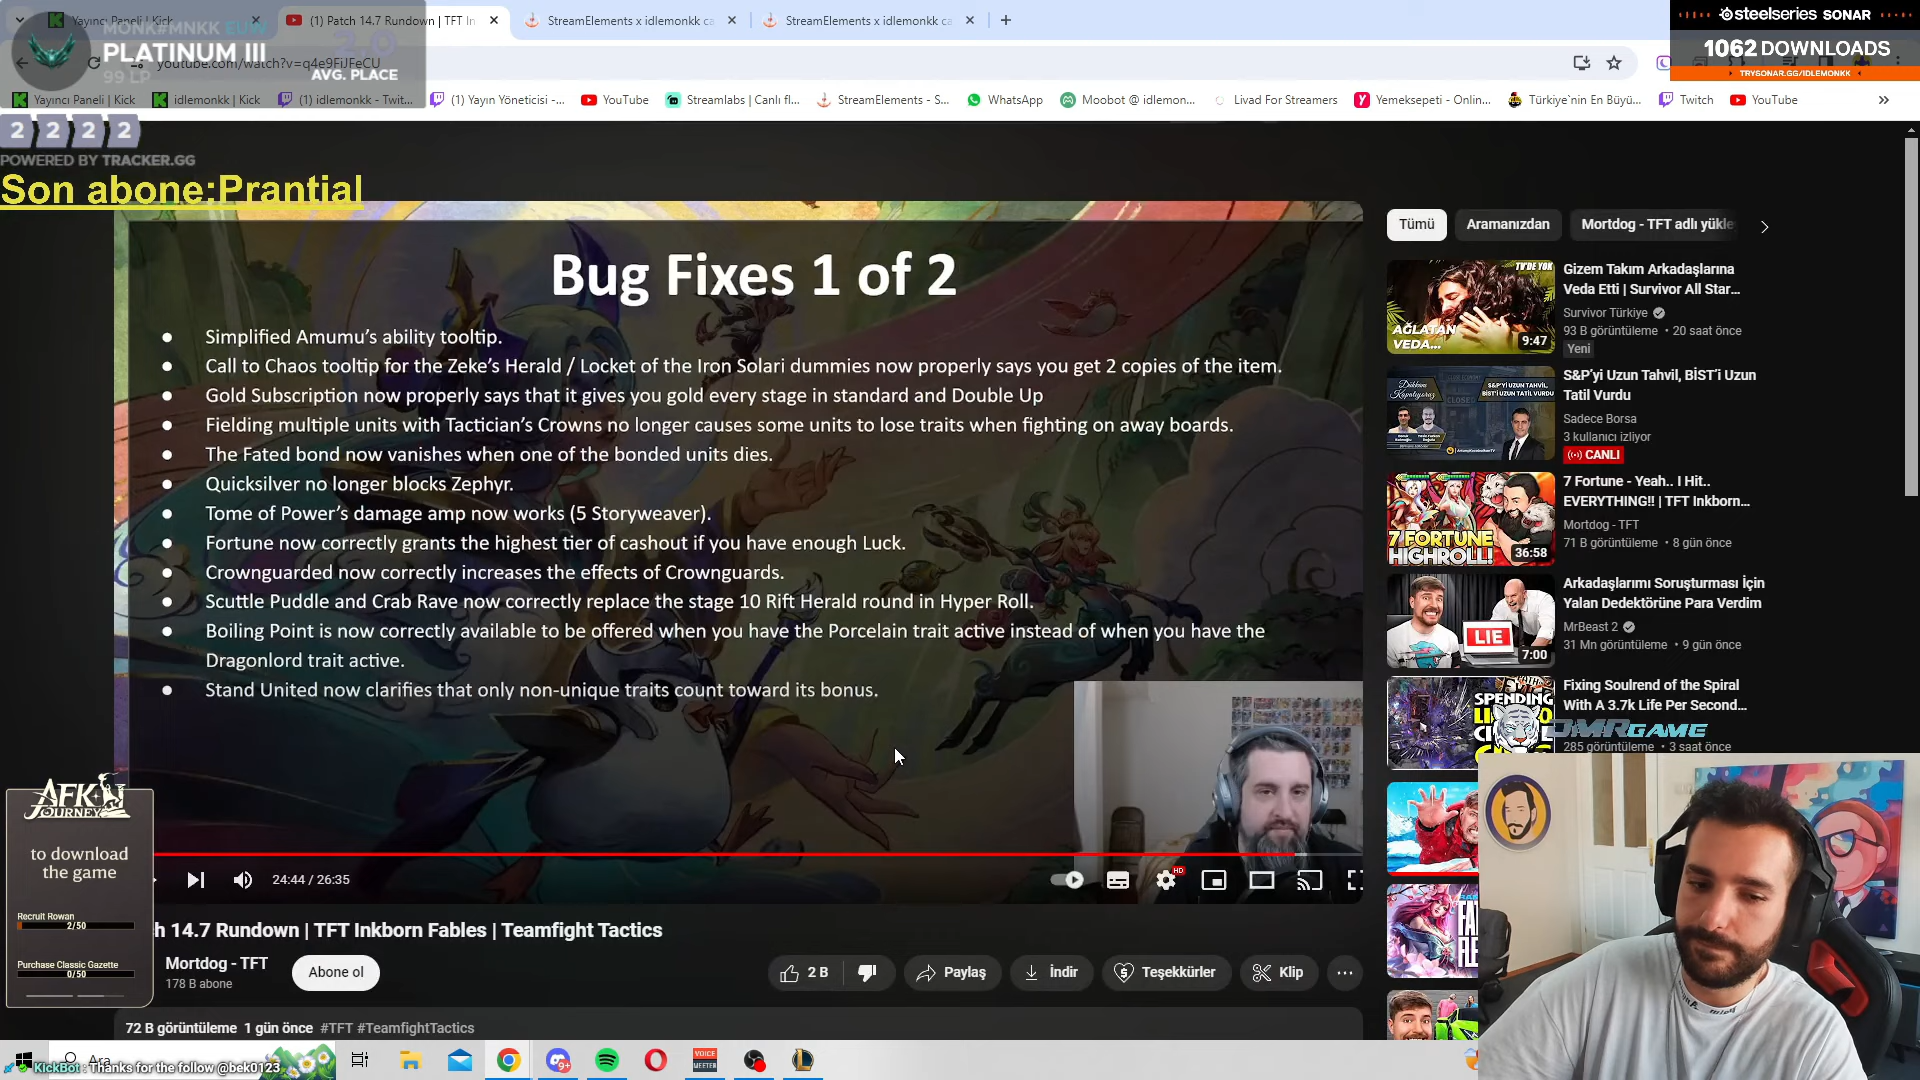 Yayıncı Paneli | Kick
(1) Patch 14.7 Rundown | TFT In
StreamElements x idlemonkk ca
StreamElements x idlemonkk ca
MONK#MNKK EUW
PLATINUM III
99 LP
2.0
AVG. PLACE
youtube.com/watch?v=q4e9FiJFeCU
steelseries SONAR
1062 DOWNLOADS
TRYSONAR.GG/IDLEMONKK
Yayıncı Paneli | Kick
idlemonkk | Kick
(1) idlemonkk - Twit...
(1) Yayın Yöneticisi -...
YouTube
Streamlabs | Canlı fl...
StreamElements - S...
WhatsApp
Moobot @ idlemon...
Livad For Streamers
Yemeksepeti - Onlin...
Türkiye`nin En Büyü...
Twitch
YouTube
2 2 2 2
POWERED BY TRACKER.GG
Son abone:Prantial
Bug Fixes 1 of 2
● Simplified Amumu's ability tooltip.
● Call to Chaos tooltip for the Zeke's Herald / Locket of the Iron Solari dummies now properly says you get 2 copies of the item.
● Gold Subscription now properly says that it gives you gold every stage in standard and Double Up
● Fielding multiple units with Tactician's Crowns no longer causes some units to lose traits when fighting on away boards.
● The Fated bond now vanishes when one of the bonded units dies.
● Quicksilver no longer blocks Zephyr.
● Tome of Power's damage amp now works (5 Storyweaver).
● Fortune now correctly grants the highest tier of cashout if you have enough Luck.
● Crownguarded now correctly increases the effects of Crownguards.
● Scuttle Puddle and Crab Rave now correctly replace the stage 10 Rift Herald round in Hyper Roll.
● Boiling Point is now correctly available to be offered when you have the Porcelain trait active instead of when you have the
Dragonlord trait active.
● Stand United now clarifies that only non-unique traits count toward its bonus.
24:44 / 26:35
HD
AFK
JOURNEY
to download
the game
Recruit Rowan
2/50
Purchase Classic Gazette
0/50
h 14.7 Rundown | TFT Inkborn Fables | Teamfight Tactics
Mortdog - TFT
178 B abone
Abone ol
2 B
Paylaş
İndir
Teşekkürler
Klip
72 B görüntüleme 1 gün önce #TFT #TeamfightTactics
Tümü
Aramanızdan
Mortdog - TFT adlı yükle
TV'DE YOK
AĞLATAN
VEDA...
9:47
Gizem Takım Arkadaşlarına
Veda Etti | Survivor All Star...
Survivor Türkiye
93 B görüntüleme • 20 saat önce
Yeni
S&P'yi Uzun Tahvil, BİST'i Uzun
Tatil Vurdu
Sadece Borsa
3 kullanıcı izliyor
CANLI
7 FORTUNE
HIGHROLL!
36:58
7 Fortune - Yeah.. I Hit..
EVERYTHING!! | TFT Inkborn...
Mortdog - TFT
71 B görüntüleme • 8 gün önce
LIE
7:00
Arkadaşlarımı Soruşturması İçin
Yalan Dedektörüne Para Verdim
MrBeast 2
31 Mn görüntüleme • 9 gün önce
SPENDING
Fixing Soulrend of the Spiral
With A 3.7k Life Per Second...
OMRGAME
285 görüntüleme • 3 saat önce
Ara
KickBot : Thanks for the follow @bek0123
9+
VOICE
MEETER